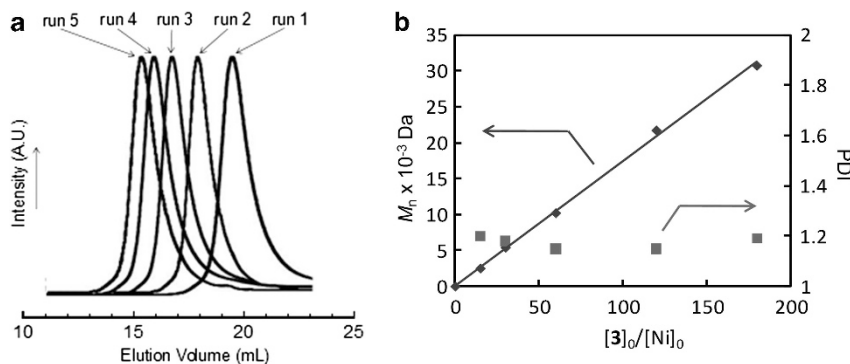 a
run 5 run 4 run 3 run 2 run 1
Intensity (A.U.)
10 15 20 25
Elution Volume (mL)
b
35
30
25
20
15
10
5
0
Mₙ x 10⁻³ Da
2
1.8
1.6
1.4
1.2
1
PDI
0 50 100 150 200
[3]₀/[Ni]₀